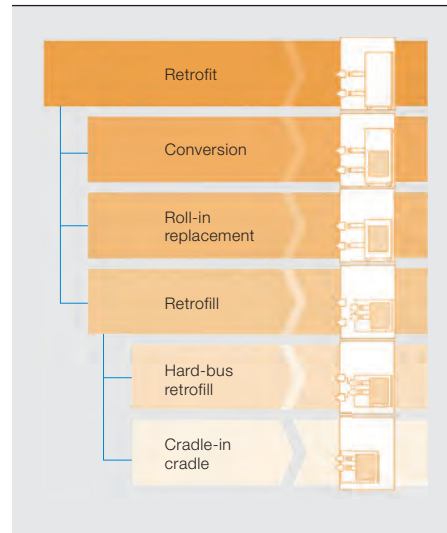 Retrofit
Conversion
Roll-in
replacement
Retrofill
Hard-bus
retrofill
Cradle-in
cradle